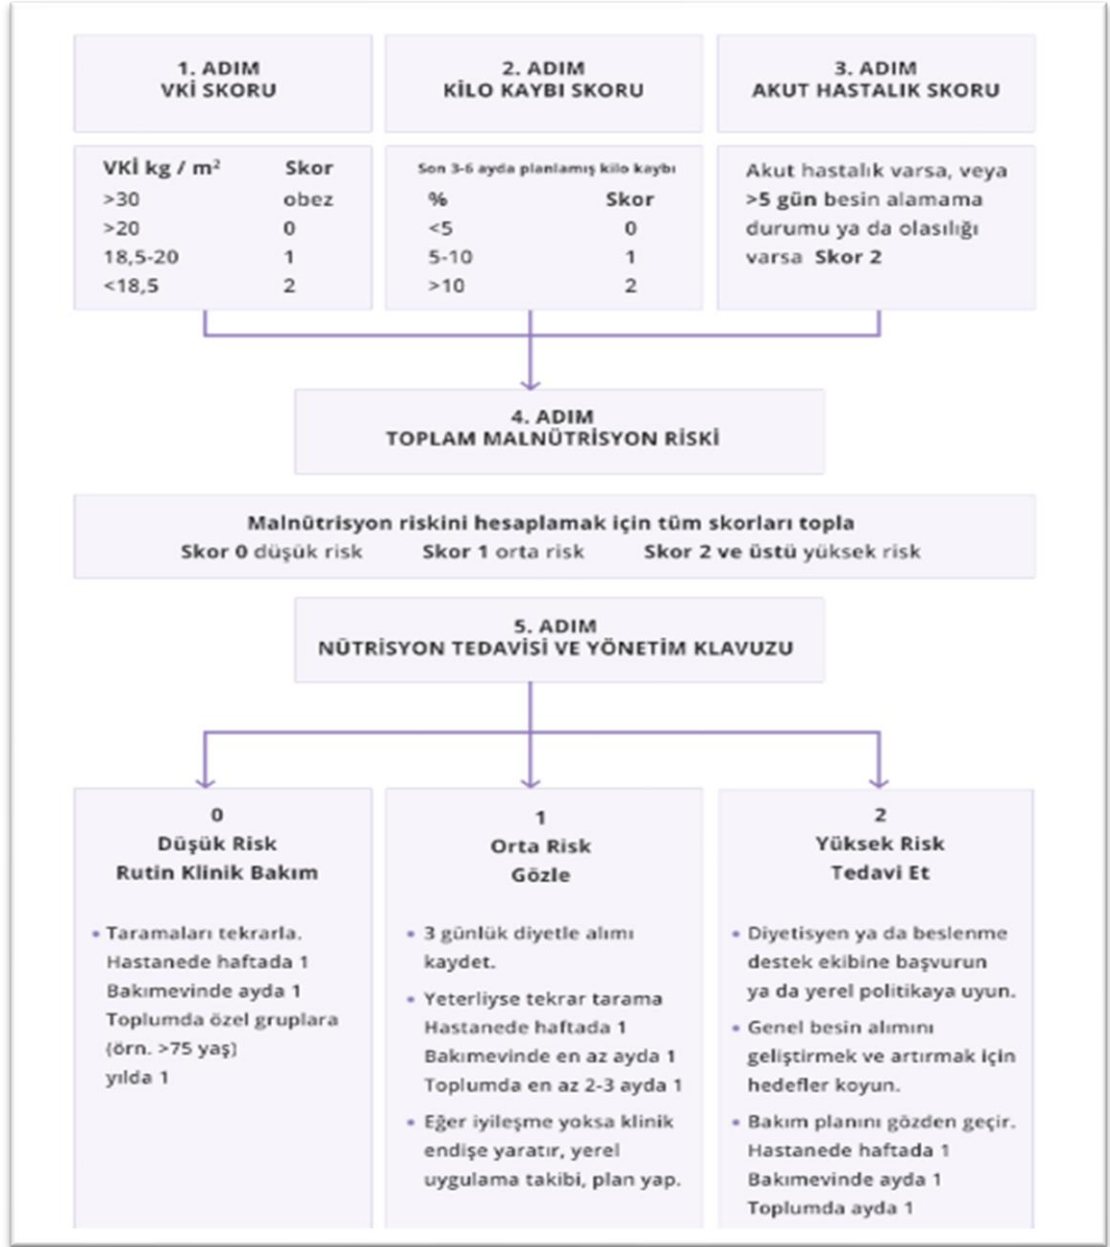 1. ADIM
VKİ SKORU
2. ADIM
KİLO KAYBI SKORU
3. ADIM
AKUT HASTALIK SKORU
VKİ kg / m² Skor
>30 obez
>20 0
18,5-20 1
<18,5 2
Son 3-6 ayda planlamış kilo kaybı
% Skor
<5 0
5-10 1
>10 2
Akut hastalık varsa, veya
>5 gün besin alamama
durumu ya da olasılığı
varsa Skor 2
4. ADIM
TOPLAM MALNÜTRİSYON RİSKİ
Malnütrisyon riskini hesaplamak için tüm skorları topla
Skor 0 düşük risk Skor 1 orta risk Skor 2 ve üstü yüksek risk
5. ADIM
NÜTRİSYON TEDAVİSİ VE YÖNETİM KLAVUZU
0
Düşük Risk
Rutin Klinik Bakım
• Taramaları tekrarla.
Hastanede haftada 1
Bakımevinde ayda 1
Toplumda özel gruplara
(örn. >75 yaş)
yılda 1
1
Orta Risk
Gözle
• 3 günlük diyetle alımı
kaydet.
• Yeterliyse tekrar tarama
Hastanede haftada 1
Bakımevinde en az ayda 1
Toplumda en az 2-3 ayda 1
• Eğer iyileşme yoksa klinik
endişe yaratır, yerel
uygulama takibi, plan yap.
2
Yüksek Risk
Tedavi Et
• Diyetisyen ya da beslenme
destek ekibine başvurun
ya da yerel politikaya uyun.
• Genel besin alımını
geliştirmek ve artırmak için
hedefler koyun.
• Bakım planını gözden geçir.
Hastanede haftada 1
Bakımevinde ayda 1
Toplumda ayda 1